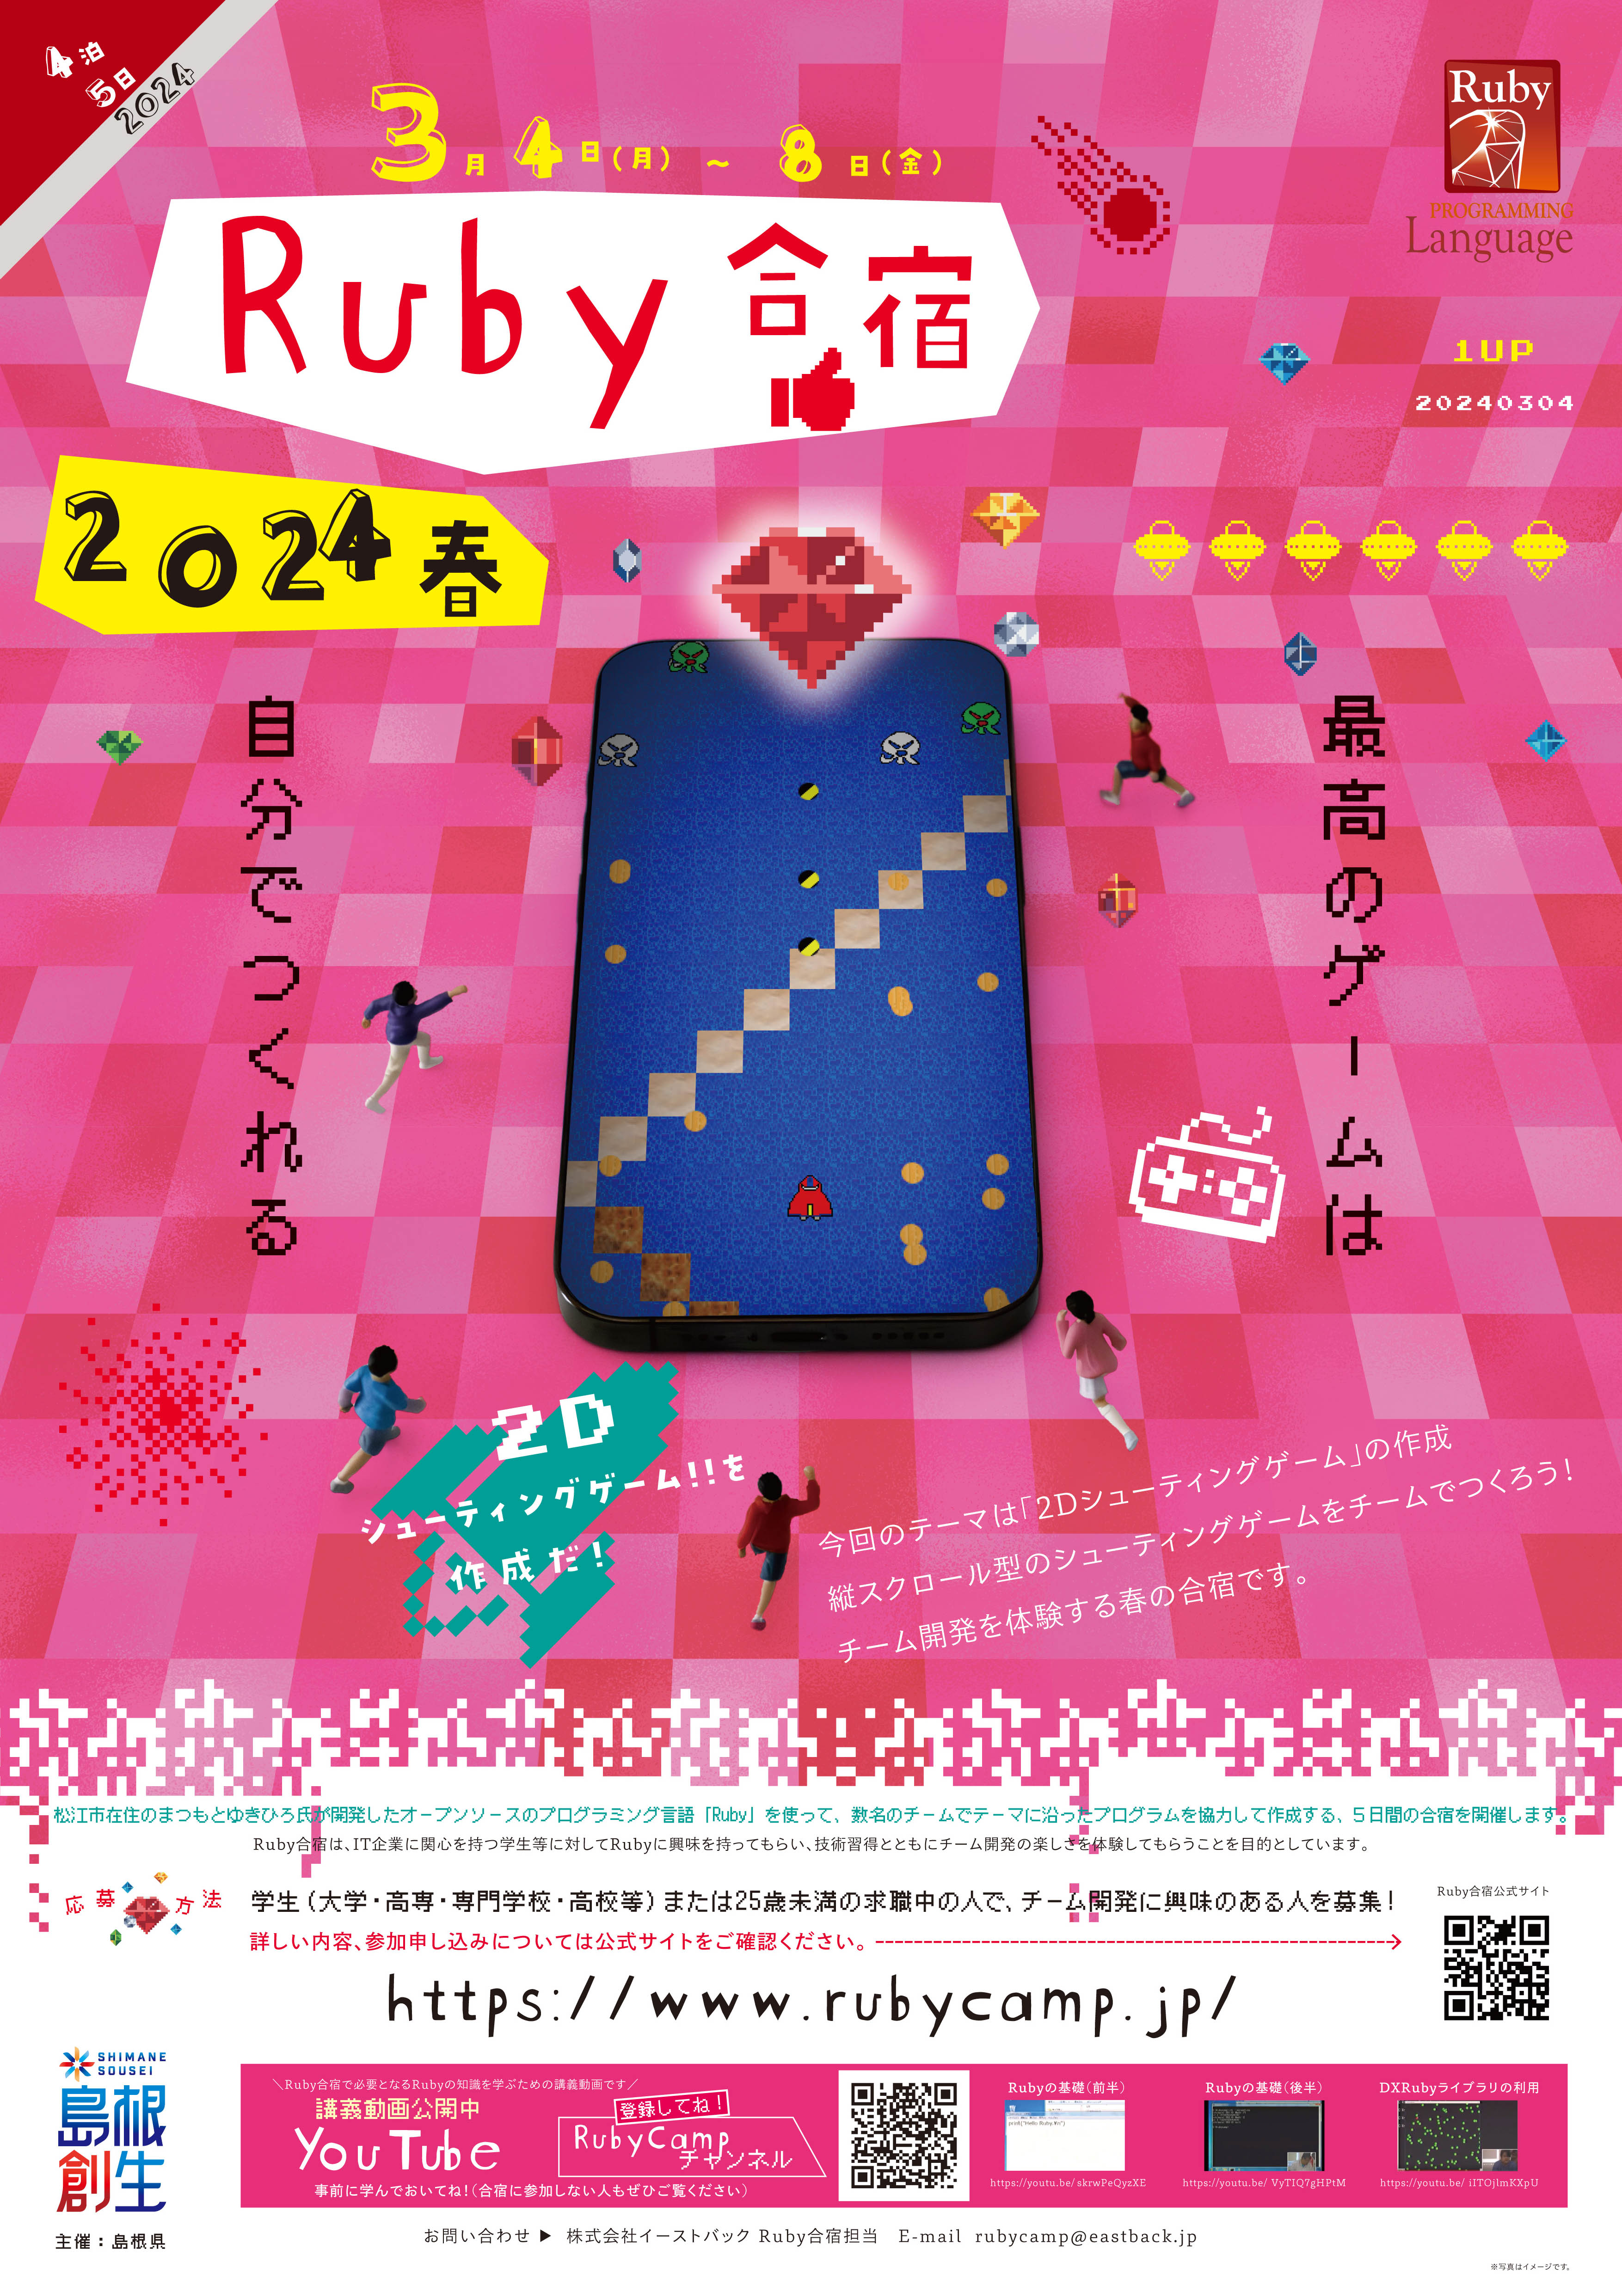 4泊
5日
2024
3月4日(月)～8日(金)
Ruby合宿
2024春
Ruby
PROGRAMMING
Language
1UP
20240304
最高のゲームは
自分でつくれる
2D
シューティングゲーム!!を
作成だ!
今回のテーマは「2Dシューティングゲーム」の作成
縦スクロール型のシューティングゲームをチームでつくろう!
チーム開発を体験する春の合宿です。
松江市在住のまつもとゆきひろ氏が開発したオープンソースのプログラミング言語「Ruby」を使って、数名のチームでテーマに沿ったプログラムを協力して作成する、5日間の合宿を開催します。
Ruby合宿は、IT企業に関心を持つ学生等に対してRubyに興味を持ってもらい、技術習得とともにチーム開発の楽しさを体験してもらうことを目的としています。
応募方法
学生(大学・高専・専門学校・高校等)または25歳未満の求職中の人で、チーム開発に興味のある人を募集!
詳しい内容、参加申し込みについては公式サイトをご確認ください。
Ruby合宿公式サイト
https://www.rubycamp.jp/
SHIMANE
SOUSEI
島根
創生
主催：島根県
＼Ruby合宿で必要となるRubyの知識を学ぶための講義動画です／
講義動画公開中
YouTube
登録してね!
RubyCamp
チャンネル
事前に学んでおいてね!(合宿に参加しない人もぜひご覧ください)
Rubyの基礎(前半)
https://youtu.be/skrwPeQyzXE
Rubyの基礎(後半)
https://youtu.be/ VyTIQ7gHPtM
DXRubyライブラリの利用
https://youtu.be/ iITOjlmKXpU
お問い合わせ ▶ 株式会社イーストバック Ruby合宿担当 E-mail rubycamp@eastback.jp
※写真はイメージです。